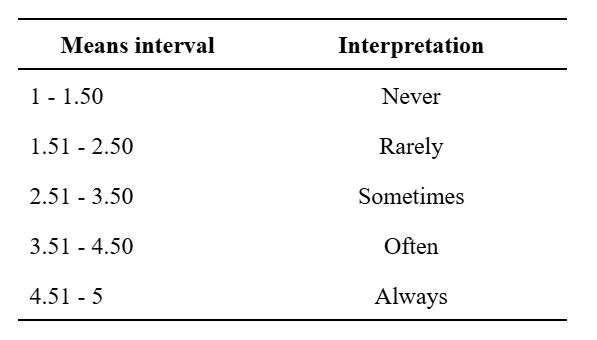 Means interval Interpretation
1 - 1.50 Never
1.51 - 2.50 Rarely
2.51 - 3.50 Sometimes
3.51 - 4.50 Often
4.51 - 5 Always